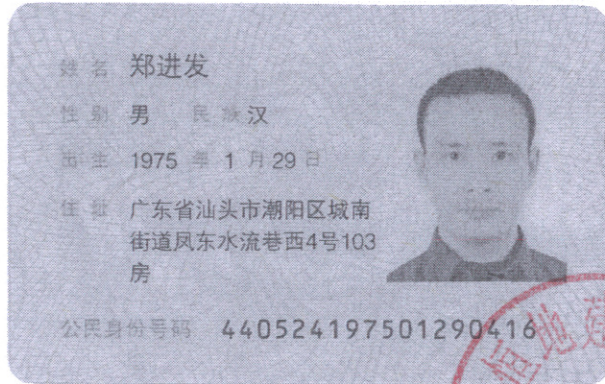 姓名 郑进发
性别 男 民族 汉
出生 1975 年 1 月 29 日
住址 广东省汕头市潮阳区城南
街道凤东水流巷西4号103
房
公民身份号码 440524197501290416
地